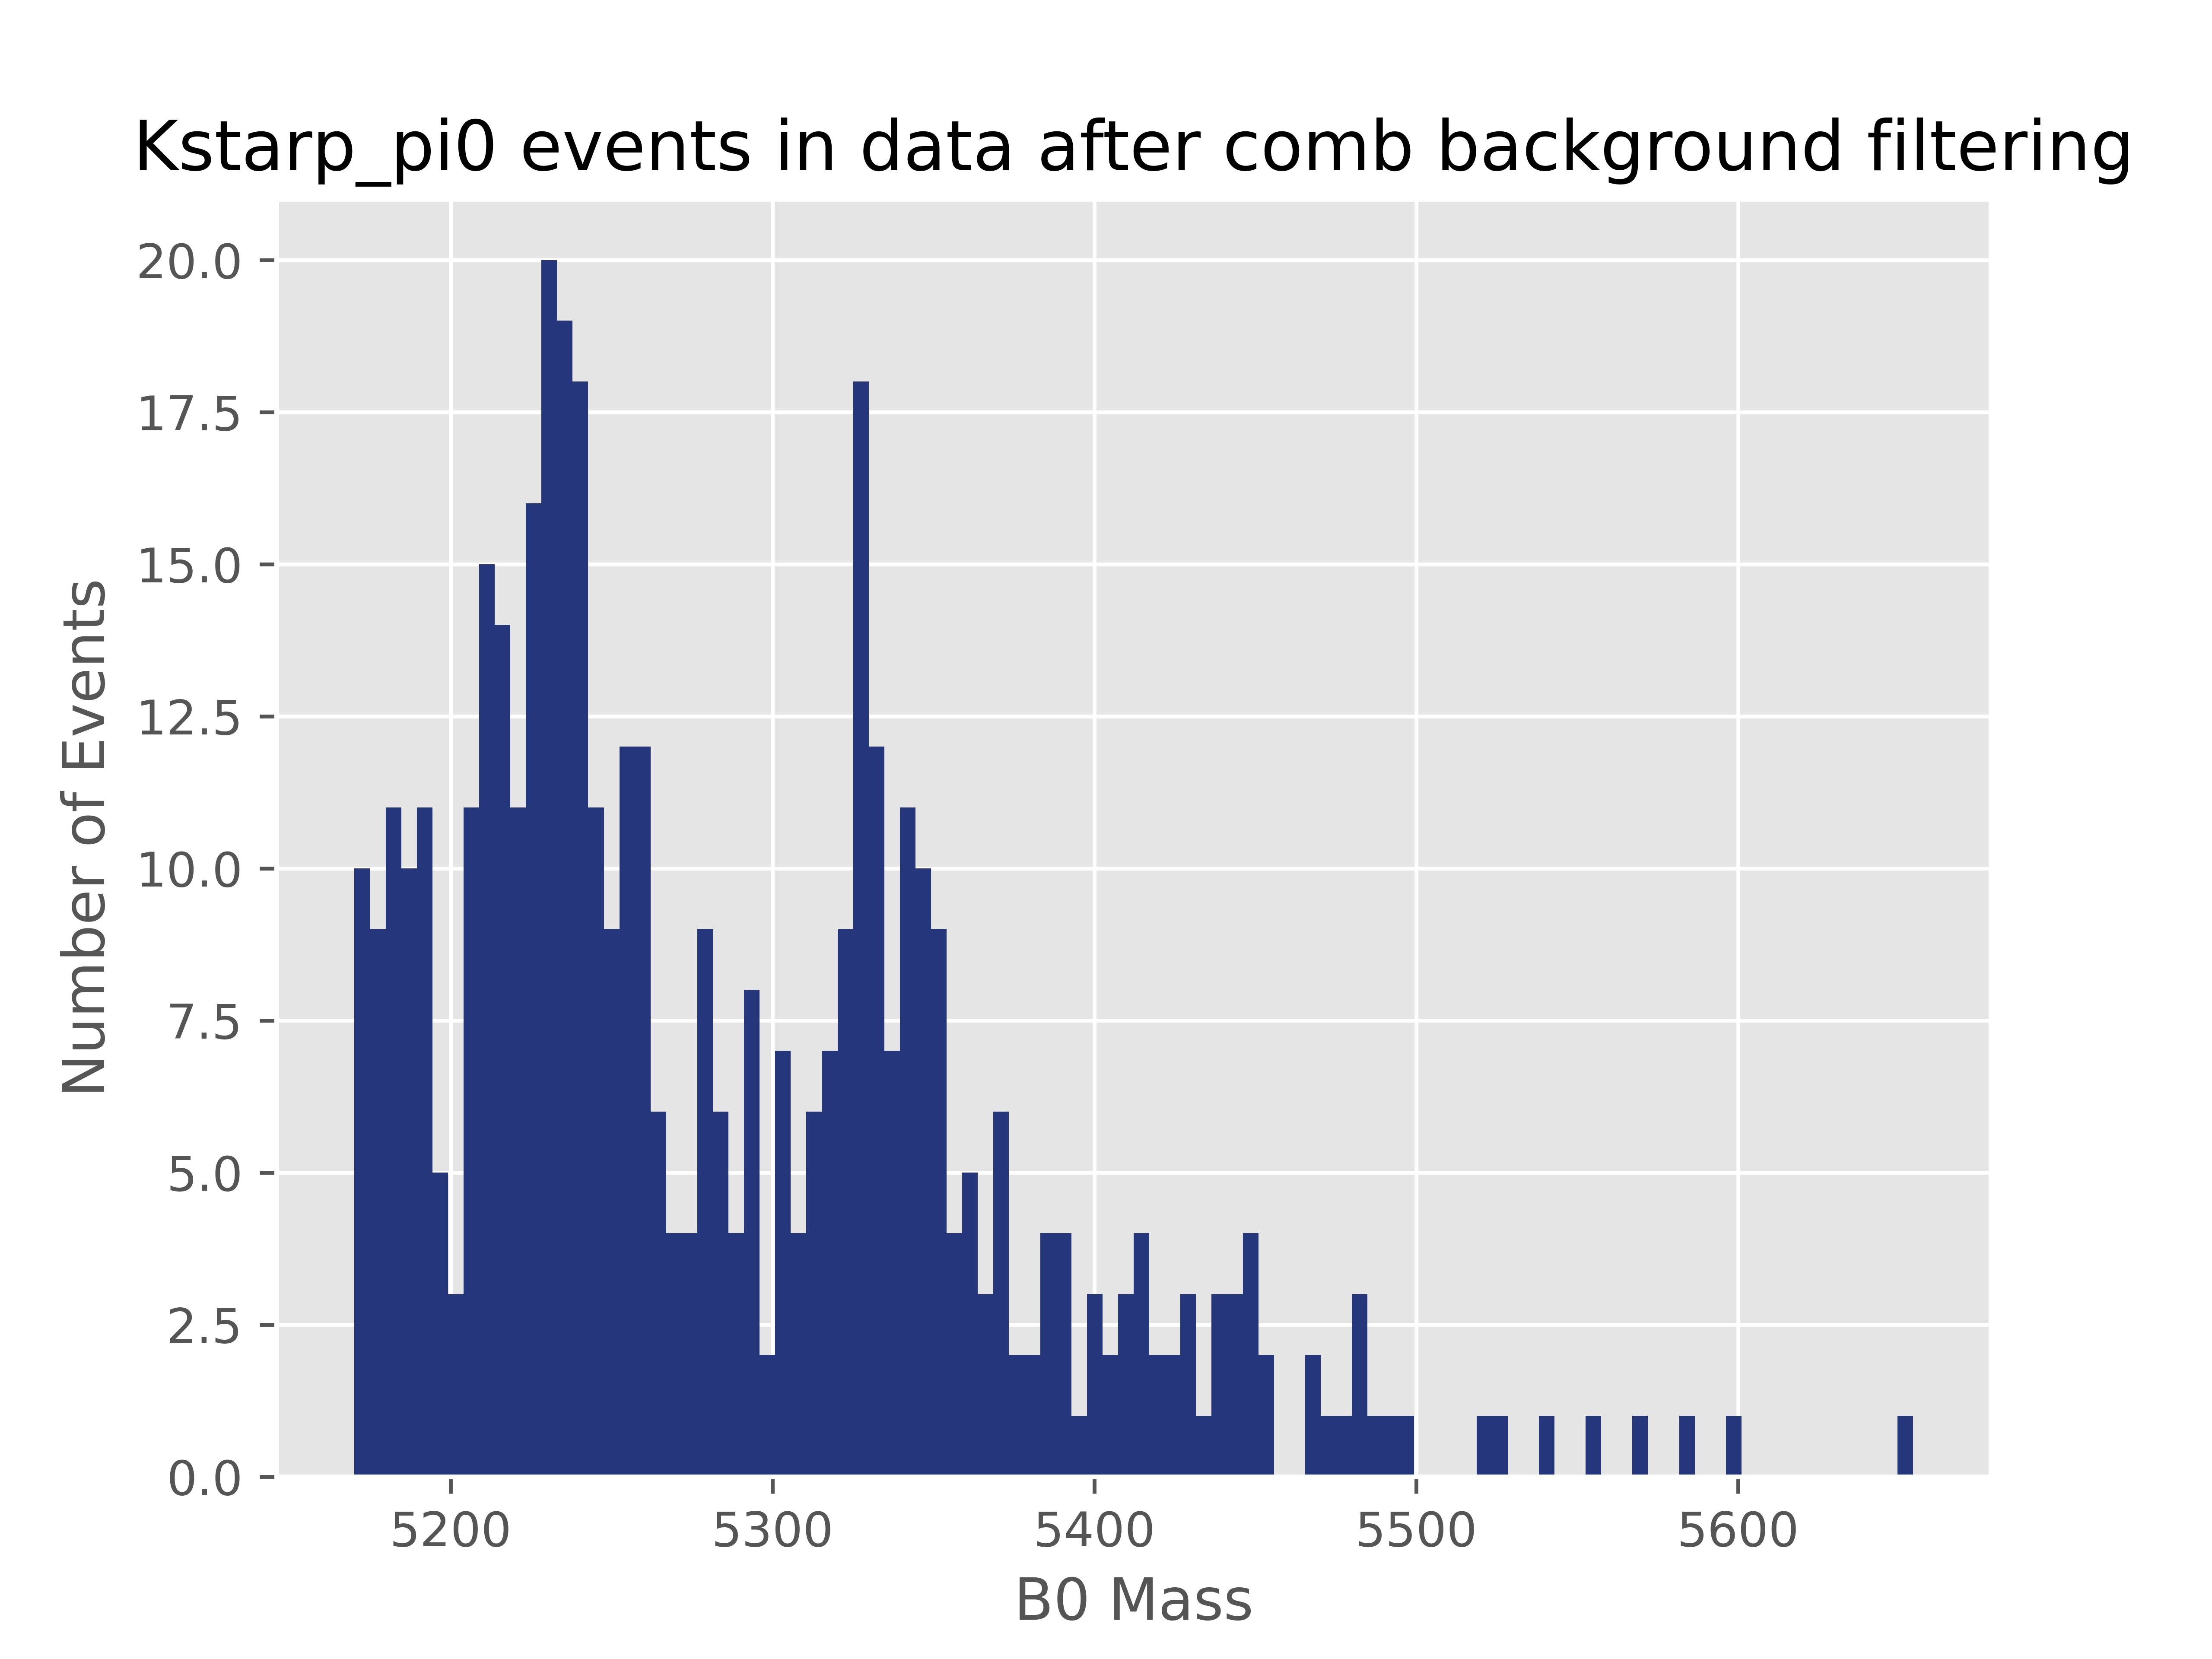 Kstarp_pi0 events in data after comb background filtering
20.0
17.5
15.0
12.5
10.0
7.5
5.0
2.5
0.0
Number of Events
5200 5300 5400 5500 5600
B0 Mass